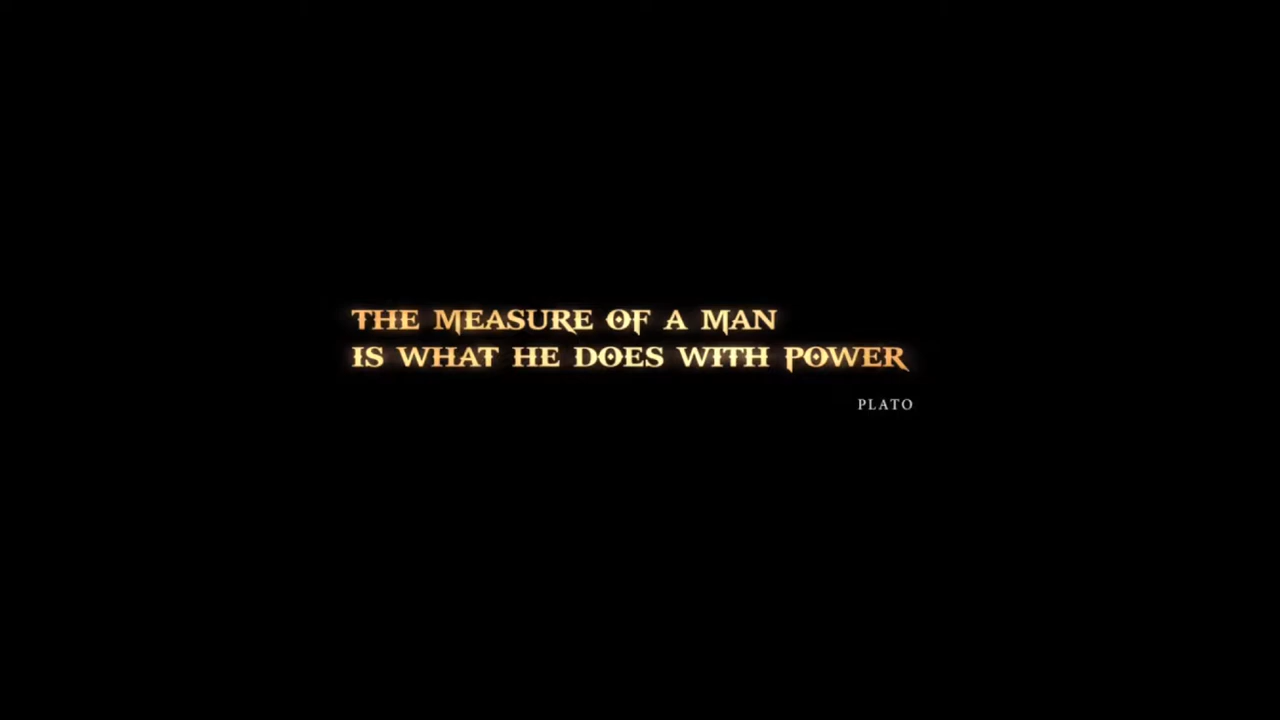 THE MEASURE OF A MAN
IS WHAT HE DOES WITH POWER
PLATO